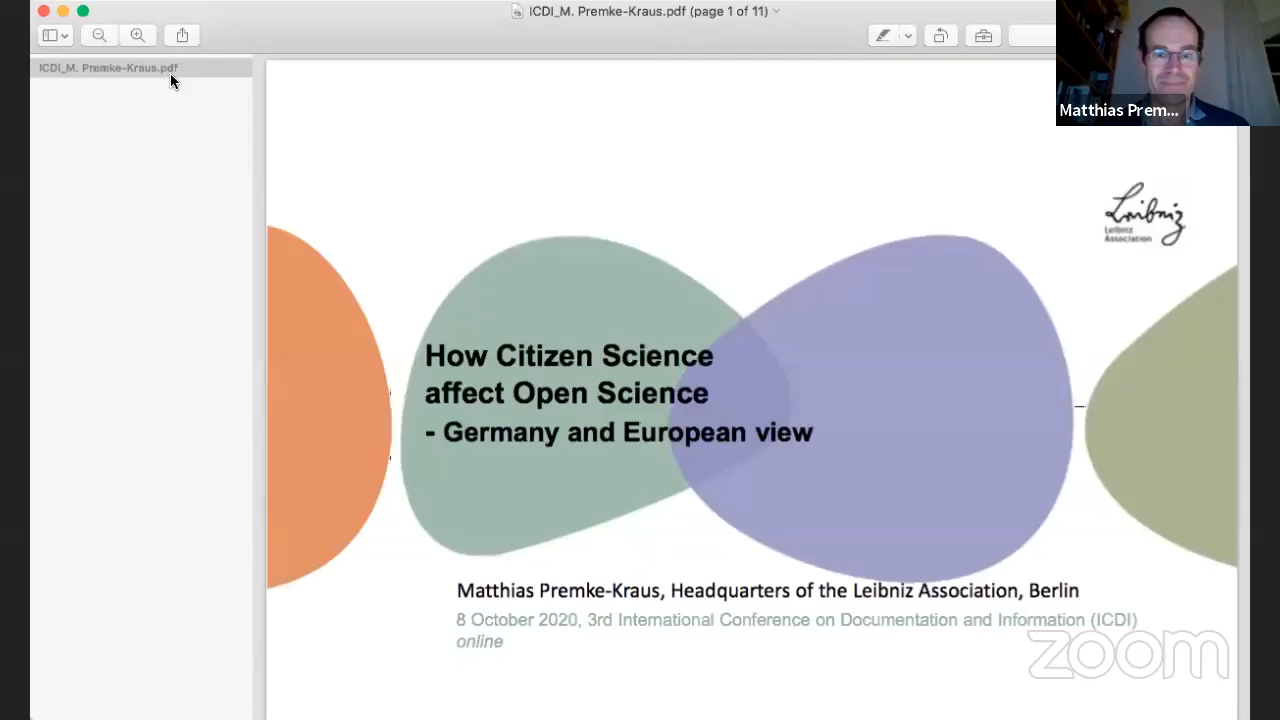 ICDI_M. Premke-Kraus.pdf (page 1 of 11)
ICDI_M. Premke-Kraus.pdf
Matthias Prem...
Leibniz
Leibniz
Association
How Citizen Science
affect Open Science
- Germany and European view
Matthias Premke-Kraus, Headquarters of the Leibniz Association, Berlin
8 October 2020, 3rd International Conference on Documentation and Information (ICDI)
online
zoom